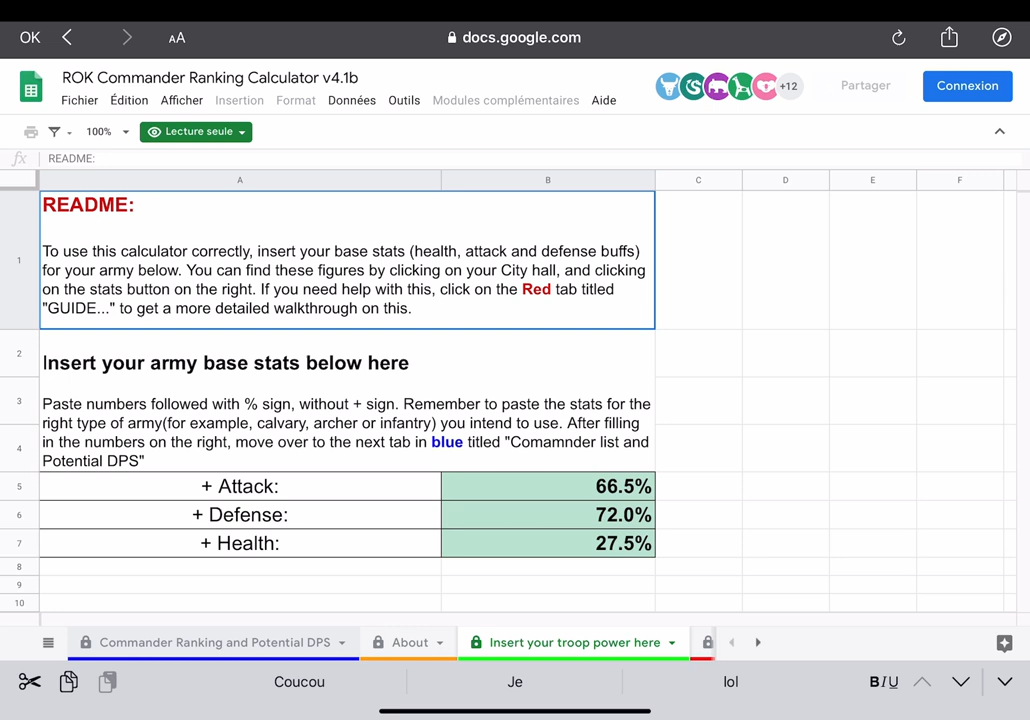 OK
AA
docs.google.com
ROK Commander Ranking Calculator v4.1b
Fichier Édition Afficher Insertion Format Données Outils Modules complémentaires Aide
+12
Partager
Connexion
100%
Lecture seule
fx README:
A B C D E F
1
README:
To use this calculator correctly, insert your base stats (health, attack and defense buffs)
for your army below. You can find these figures by clicking on your City hall, and clicking
on the stats button on the right. If you need help with this, click on the Red tab titled
"GUIDE..." to get a more detailed walkthrough on this.
2
Insert your army base stats below here
3
Paste numbers followed with % sign, without + sign. Remember to paste the stats for the
right type of army(for example, calvary, archer or infantry) you intend to use. After filling
in the numbers on the right, move over to the next tab in blue titled "Comamnder list and
4
Potential DPS"
5 + Attack: 66.5%
6 + Defense: 72.0%
7 + Health: 27.5%
8
9
10
Commander Ranking and Potential DPS About Insert your troop power here
Coucou Je lol BIU